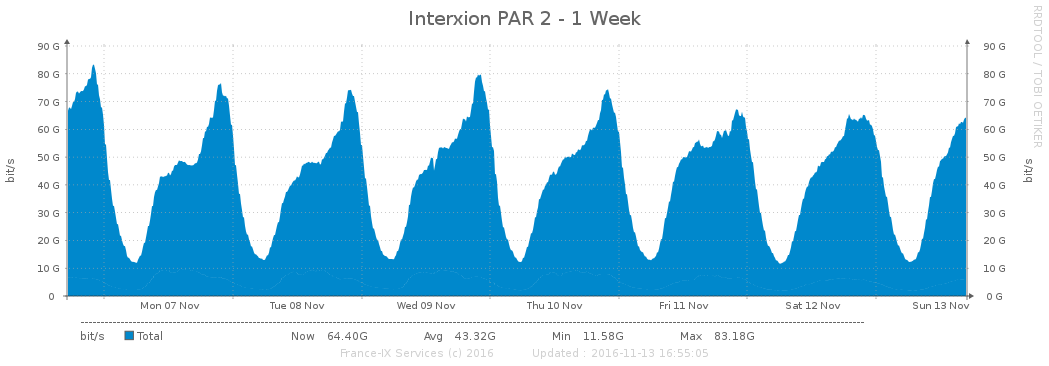 Interxion PAR 2 - 1 Week
RRDTOOL / TOBI OETIKER
90 G 90 G
80 G 80 G
70 G 70 G
60 G 60 G
50 G 50 G
40 G 40 G
30 G 30 G
20 G 20 G
10 G 10 G
0 0 G
bit/s
bit/s
Mon 07 Nov Tue 08 Nov Wed 09 Nov Thu 10 Nov Fri 11 Nov Sat 12 Nov Sun 13 Nov
bit/s Total Now 64.40G Avg 43.32G Min 11.58G Max 83.18G
France-IX Services (c) 2016 Updated : 2016-11-13 16:55:05